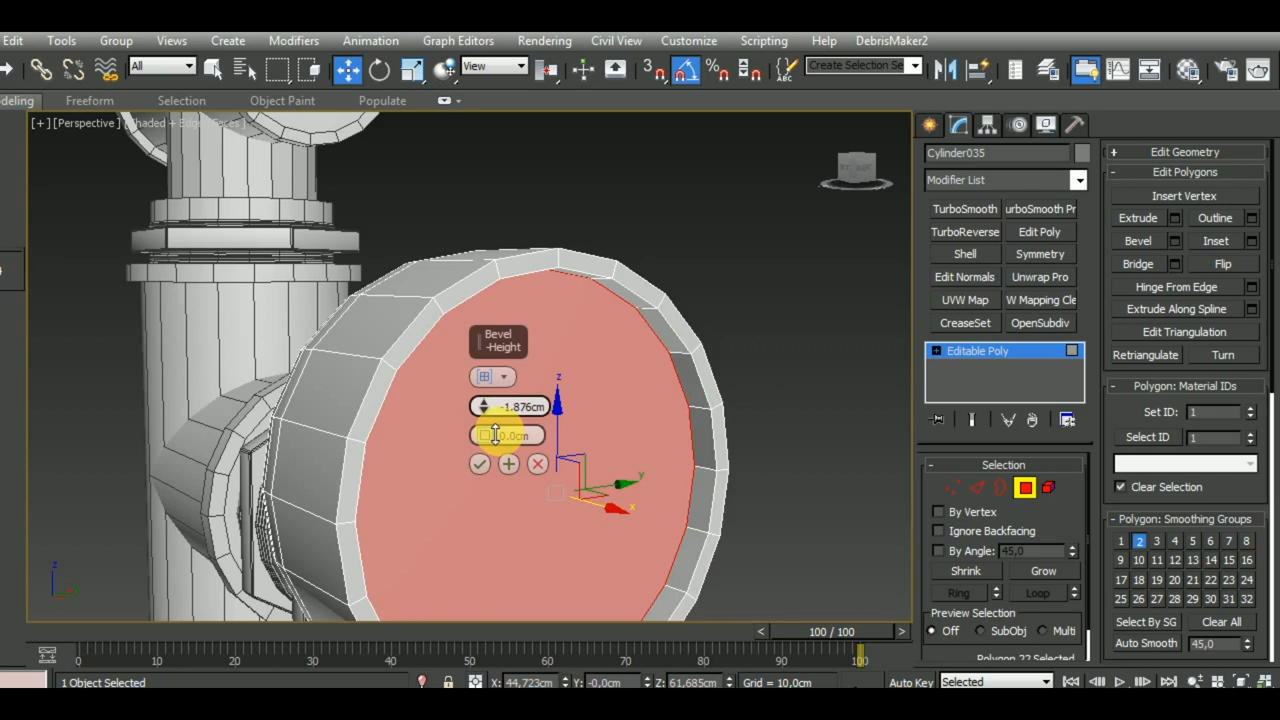 Edit Tools Group Views Create Modifiers Animation Graph Editors Rendering Civil View Customize Scripting Help DebrisMaker2
All View 3 Create Selection Se
deling Freeform Selection Object Paint Populate
[+] [Perspective] [Shaded + Edged Faces]
Cylinder035
Modifier List
TurboSmooth urboSmooth Pr
TurboReverse Edit Poly
Shell Symmetry
Edit Normals Unwrap Pro
UVW Map W Mapping Cle
CreaseSet OpenSubdiv
+ Editable Poly
- Selection
By Vertex
Ignore Backfacing
By Angle: 45,0
Shrink Grow
Ring Loop
Preview Selection
Off SubObj Multi
Polygon 22 Selected
+ Edit Geometry
- Edit Polygons
Insert Vertex
Extrude Outline
Bevel Inset
Bridge Flip
Hinge From Edge
Extrude Along Spline
Edit Triangulation
Retriangulate Turn
- Polygon: Material IDs
Set ID: 1
Select ID 1
Clear Selection
- Polygon: Smoothing Groups
1 2 3 4 5 6 7 8
9 10 11 12 13 14 15 16
17 18 19 20 21 22 23 24
25 26 27 28 29 30 31 32
Select By SG Clear All
Auto Smooth 45,0
Bevel
-Height
-1.876cm
0.0cm
z
y
x
z
< 100 / 100 >
0 10 20 30 40 50 60 70 80 90 100
1 Object Selected X: 44,723cm Y: -0,0cm Z: 61,685cm Grid = 10,0cm Auto Key Selected